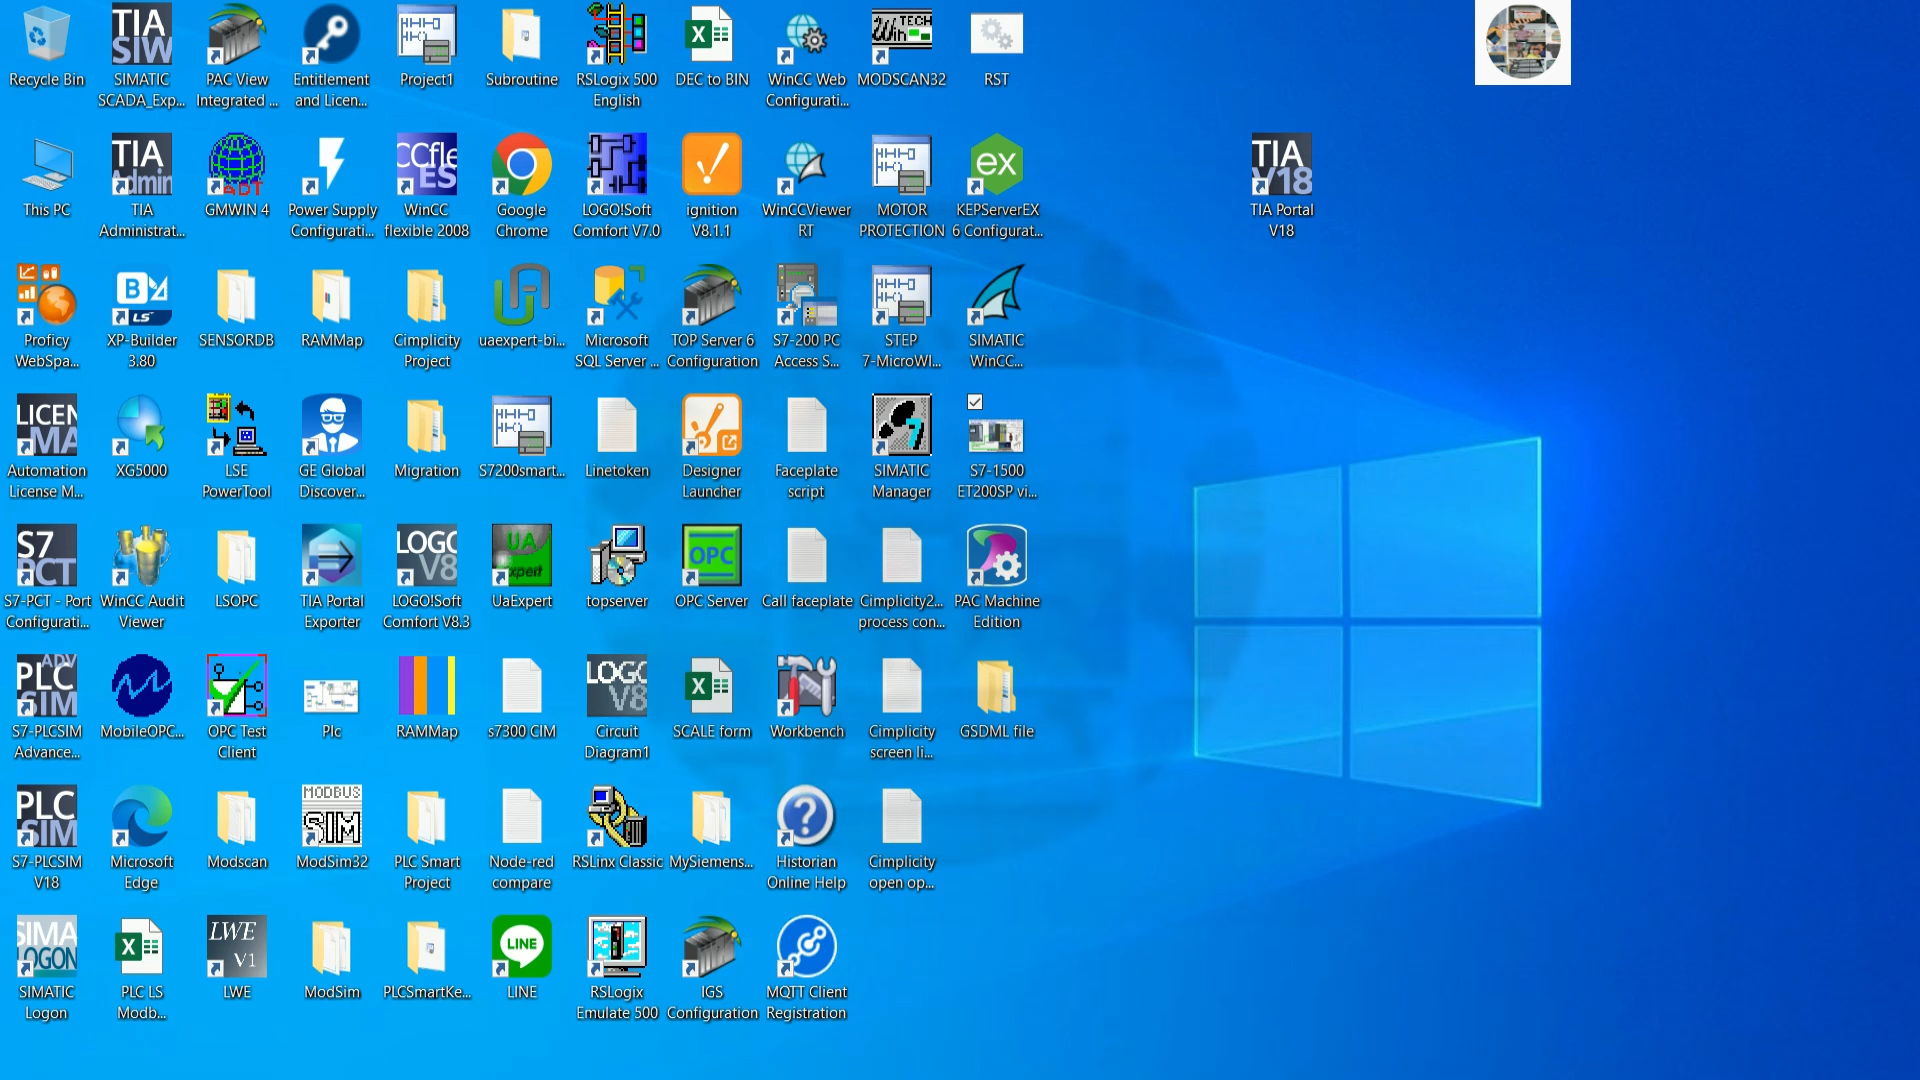 Recycle Bin
SIMATIC
SCADA_Exp...
PAC View
Integrated ...
Entitlement
and Licen...
Project1
Subroutine
RSLogix 500
English
DEC to BIN
WinCC Web
Configurati...
MODSCAN32
RST
This PC
TIA
Administrat...
GMWIN 4
Power Supply
Configurati...
WinCC
flexible 2008
Google
Chrome
LOGO!Soft
Comfort V7.0
ignition
V8.1.1
WinCCViewer
RT
MOTOR
PROTECTION
KEPServerEX
6 Configurat...
TIA Portal
V18
Proficy
WebSpa...
XP-Builder
3.80
SENSORDB
RAMMap
Cimplicity
Project
uaexpert-bi...
Microsoft
SQL Server ...
TOP Server 6
Configuration
S7-200 PC
Access S...
STEP
7-MicroWI...
SIMATIC
WinCC...
Automation
License M...
XG5000
LSE
PowerTool
GE Global
Discover...
Migration
S7200smart...
Linetoken
Designer
Launcher
Faceplate
script
SIMATIC
Manager
S7-1500
ET200SP vi...
S7-PCT - Port
Configurati...
WinCC Audit
Viewer
LSOPC
TIA Portal
Exporter
LOGO!Soft
Comfort V8.3
UaExpert
topserver
OPC Server
Call faceplate
Cimplicity2...
process con...
PAC Machine
Edition
S7-PLCSIM
Advance...
MobileOPC...
OPC Test
Client
Plc
RAMMap
s7300 CIM
Circuit
Diagram1
SCALE form
Workbench
Cimplicity
screen li...
GSDML file
S7-PLCSIM
V18
Microsoft
Edge
Modscan
ModSim32
PLC Smart
Project
Node-red
compare
RSLinx Classic
MySiemens...
Historian
Online Help
Cimplicity
open op...
SIMATIC
Logon
PLC LS
Modb...
LWE
ModSim
PLCSmartKe...
LINE
RSLogix
Emulate 500
IGS
Configuration
MQTT Client
Registration